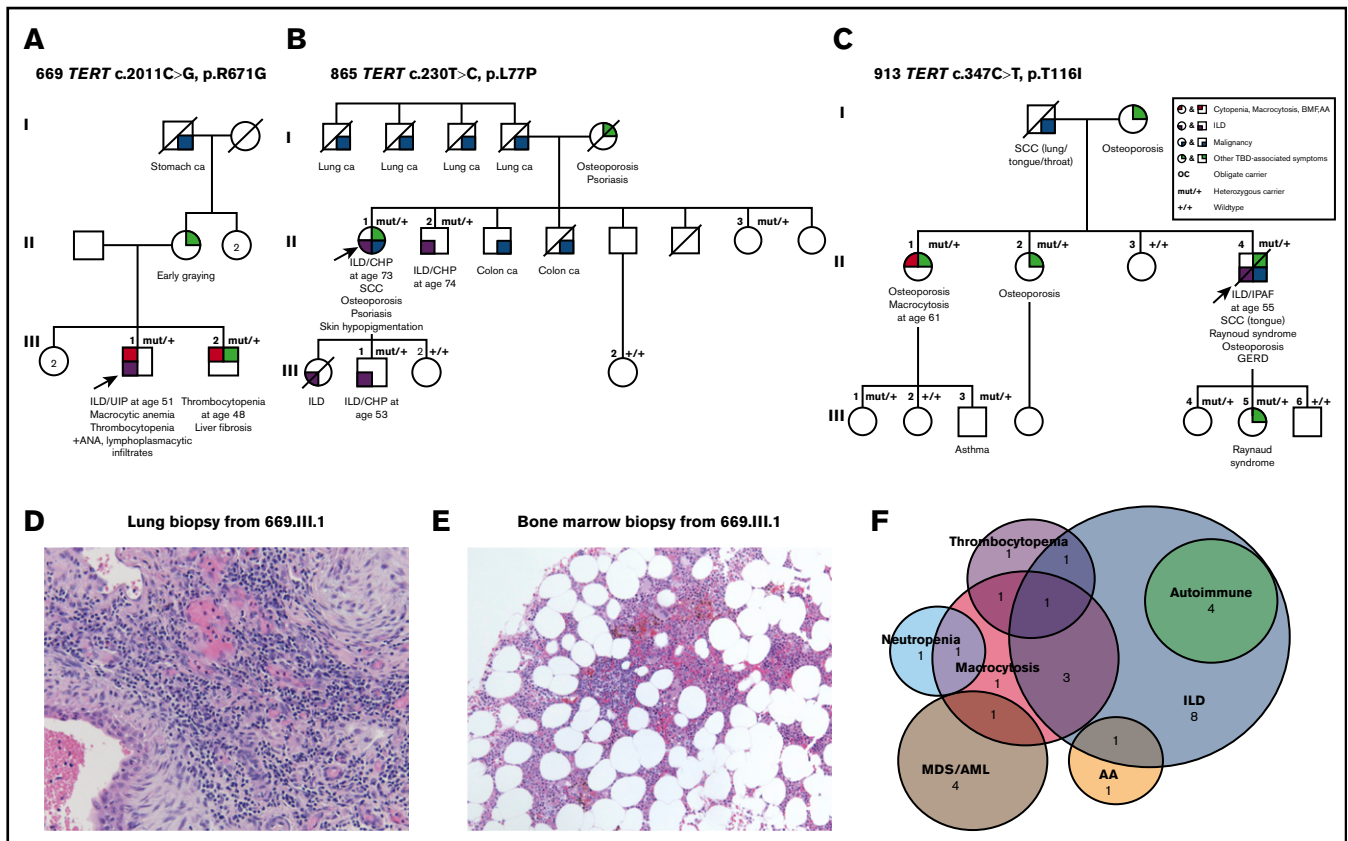 A
669 TERT c.2011C>G, p.R671G
I
Stomach ca
II
2
Early graying
III
2
1 mut/+
2 mut/+
ILD/UIP at age 51
Macrocytic anemia
Thrombocytopenia
+ANA, lymphoplasmacytic
infiltrates
Thrombocytopenia
at age 48
Liver fibrosis
B
865 TERT c.230T>C, p.L77P
I
Lung ca
Lung ca
Lung ca
Lung ca
Osteoporosis
Psoriasis
II
1 mut/+
2 mut/+
3 mut/+
ILD/CHP
at age 73
SCC
Osteoporosis
Psoriasis
Skin hypopigmentation
ILD/CHP
at age 74
Colon ca
Colon ca
III
1 mut/+
2 +/+
2 +/+
ILD
ILD/CHP at
age 53
C
913 TERT c.347C>T, p.T116I
I
SCC (lung/
tongue/throat)
Osteoporosis
& Cytopenia, Macrocytosis, BMF,AA
& ILD
& Malignancy
& Other TBD-associated symptoms
OC Obligate carrier
mut/+ Heterozygous carrier
+/+ Wildtype
II
1 mut/+
2 mut/+
3 +/+
4 mut/+
Osteoporosis
Macrocytosis
at age 61
Osteoporosis
ILD/IPAF
at age 55
SCC (tongue)
Raynoud syndrome
Osteoporosis
GERD
III
1 mut/+
2 +/+
3 mut/+
4 mut/+
5 mut/+
6 +/+
Asthma
Raynaud
syndrome
D
Lung biopsy from 669.III.1
E
Bone marrow biopsy from 669.III.1
F
Thrombocytopenia
1
1
1
1
Autoimmune
4
Neutropenia
1
1
Macrocytosis
1
3
ILD
8
1
1
MDS/AML
4
AA
1